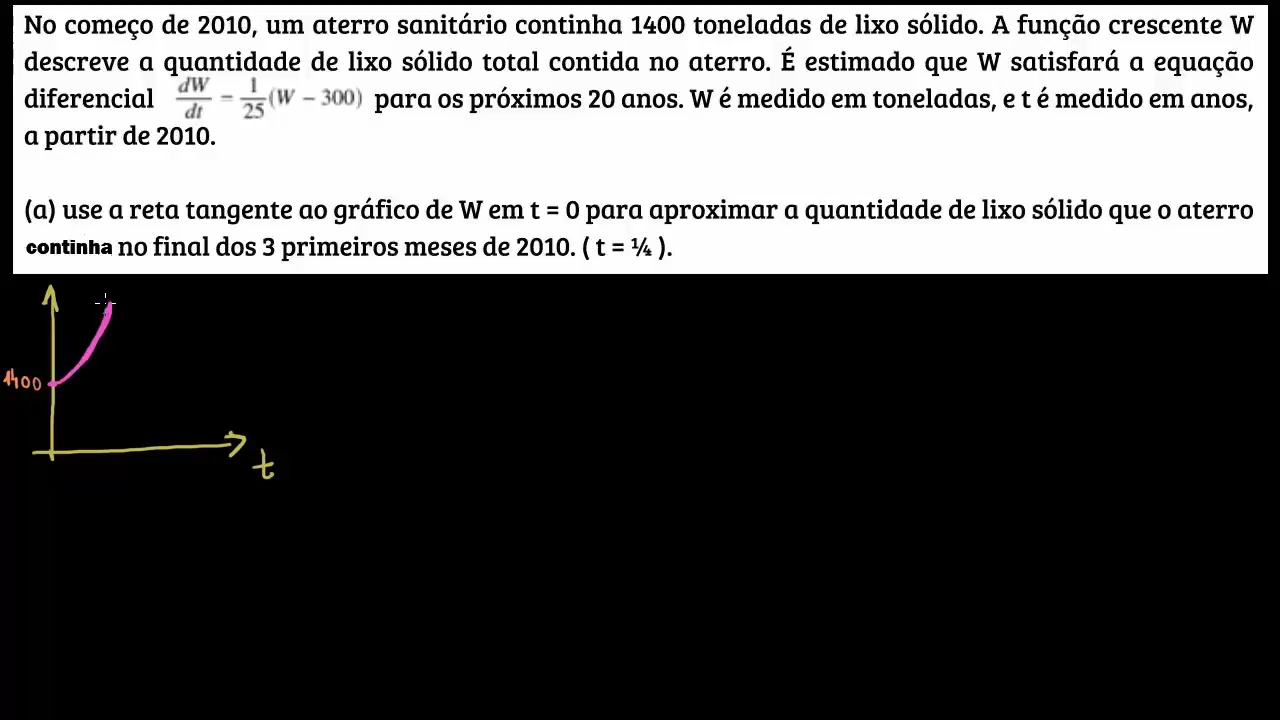 No começo de 2010, um aterro sanitário continha 1400 toneladas de lixo sólido. A função crescente W
descreve a quantidade de lixo sólido total contida no aterro. É estimado que W satisfará a equação
diferencial dW/dt = 1/25 (W − 300) para os próximos 20 anos. W é medido em toneladas, e t é medido em anos,
a partir de 2010.
(a) use a reta tangente ao gráfico de W em t = 0 para aproximar a quantidade de lixo sólido que o aterro
continha no final dos 3 primeiros meses de 2010. ( t = ¼ ).
1400
t